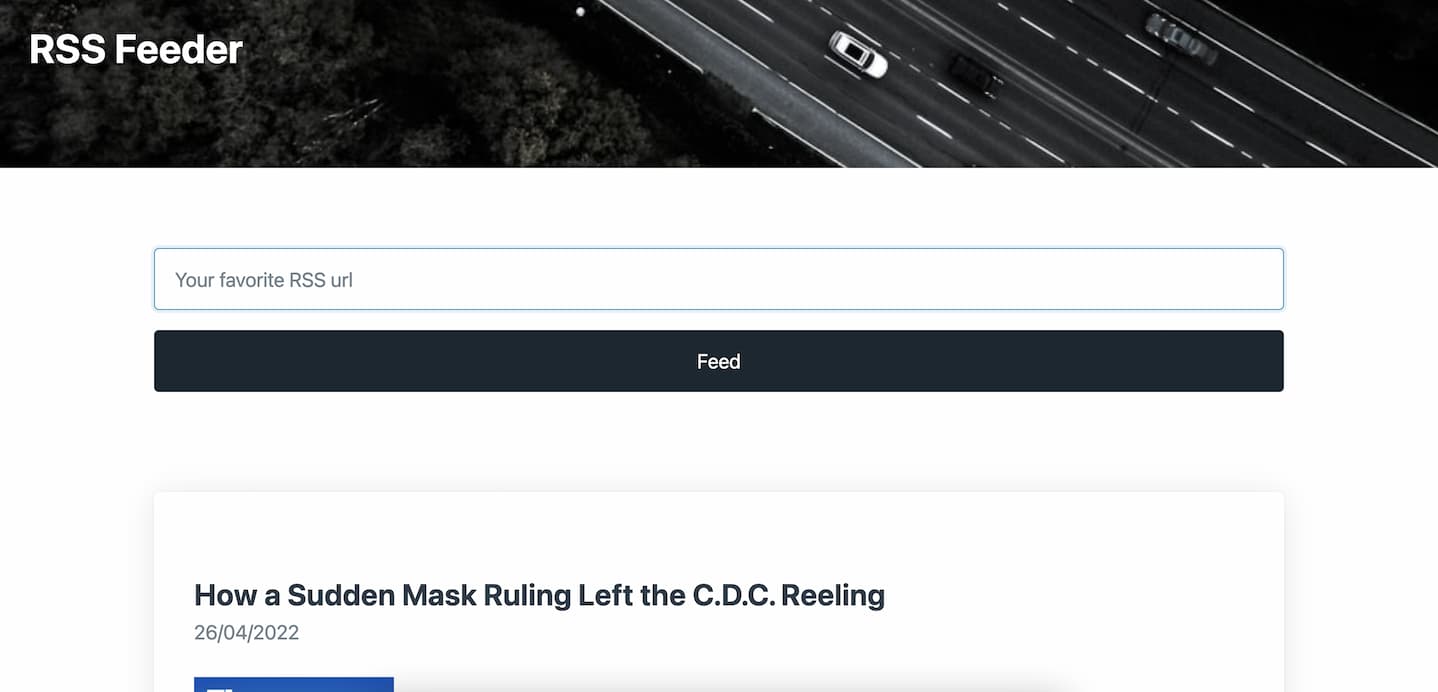 RSS Feeder
Your favorite RSS url
Feed
How a Sudden Mask Ruling Left the C.D.C. Reeling
26/04/2022